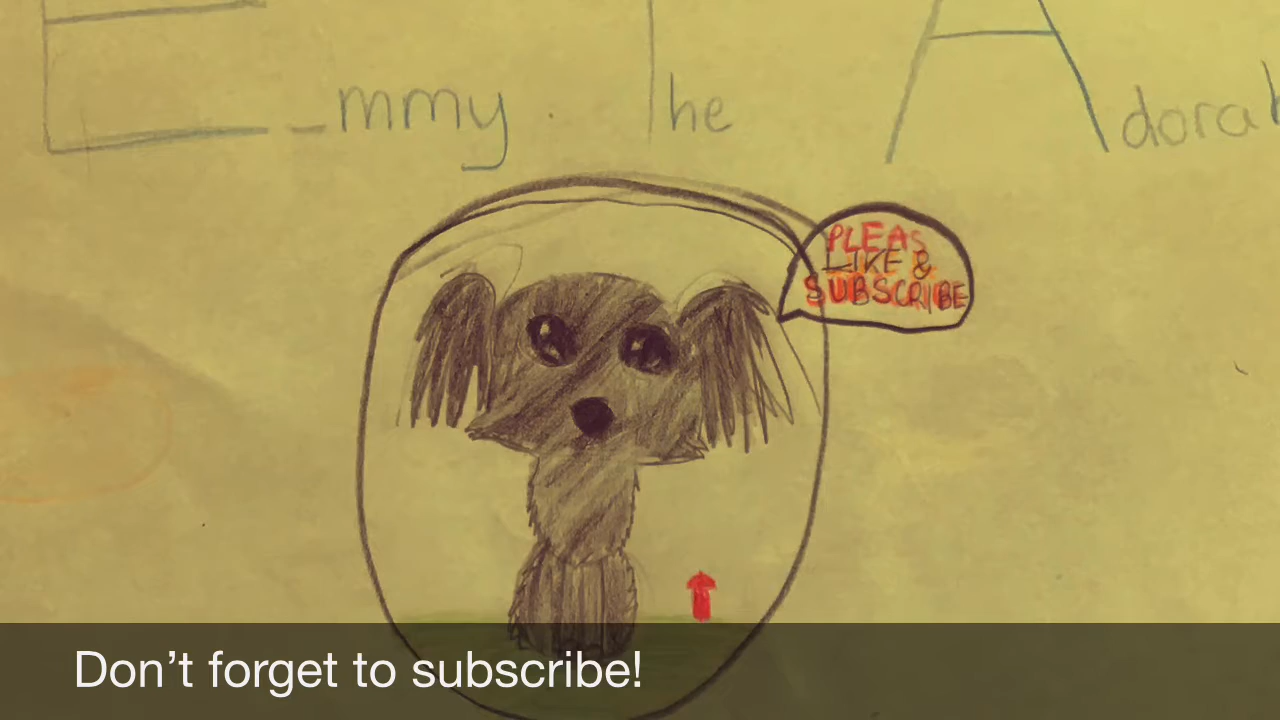 Emmy The Adorab
PLEAS
LIKE &
SUBSCRIBE
Don't forget to subscribe!